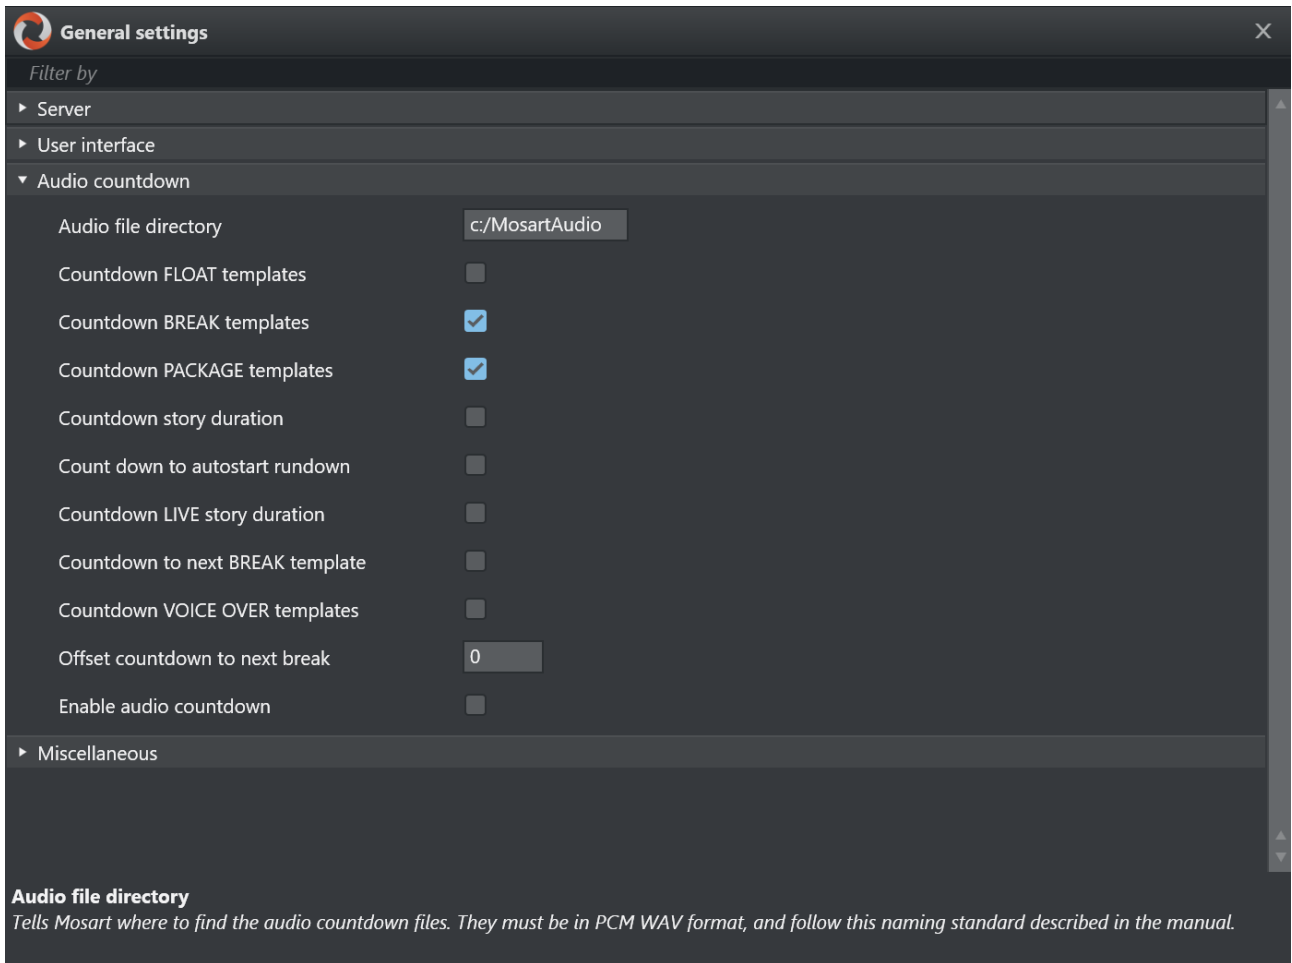 General settings
Filter by
Server
User interface
Audio countdown
Audio file directory c:/MosartAudio
Countdown FLOAT templates
Countdown BREAK templates
Countdown PACKAGE templates
Countdown story duration
Count down to autostart rundown
Countdown LIVE story duration
Countdown to next BREAK template
Countdown VOICE OVER templates
Offset countdown to next break 0
Enable audio countdown
Miscellaneous
Audio file directory
Tells Mosart where to find the audio countdown files. They must be in PCM WAV format, and follow this naming standard described in the manual.